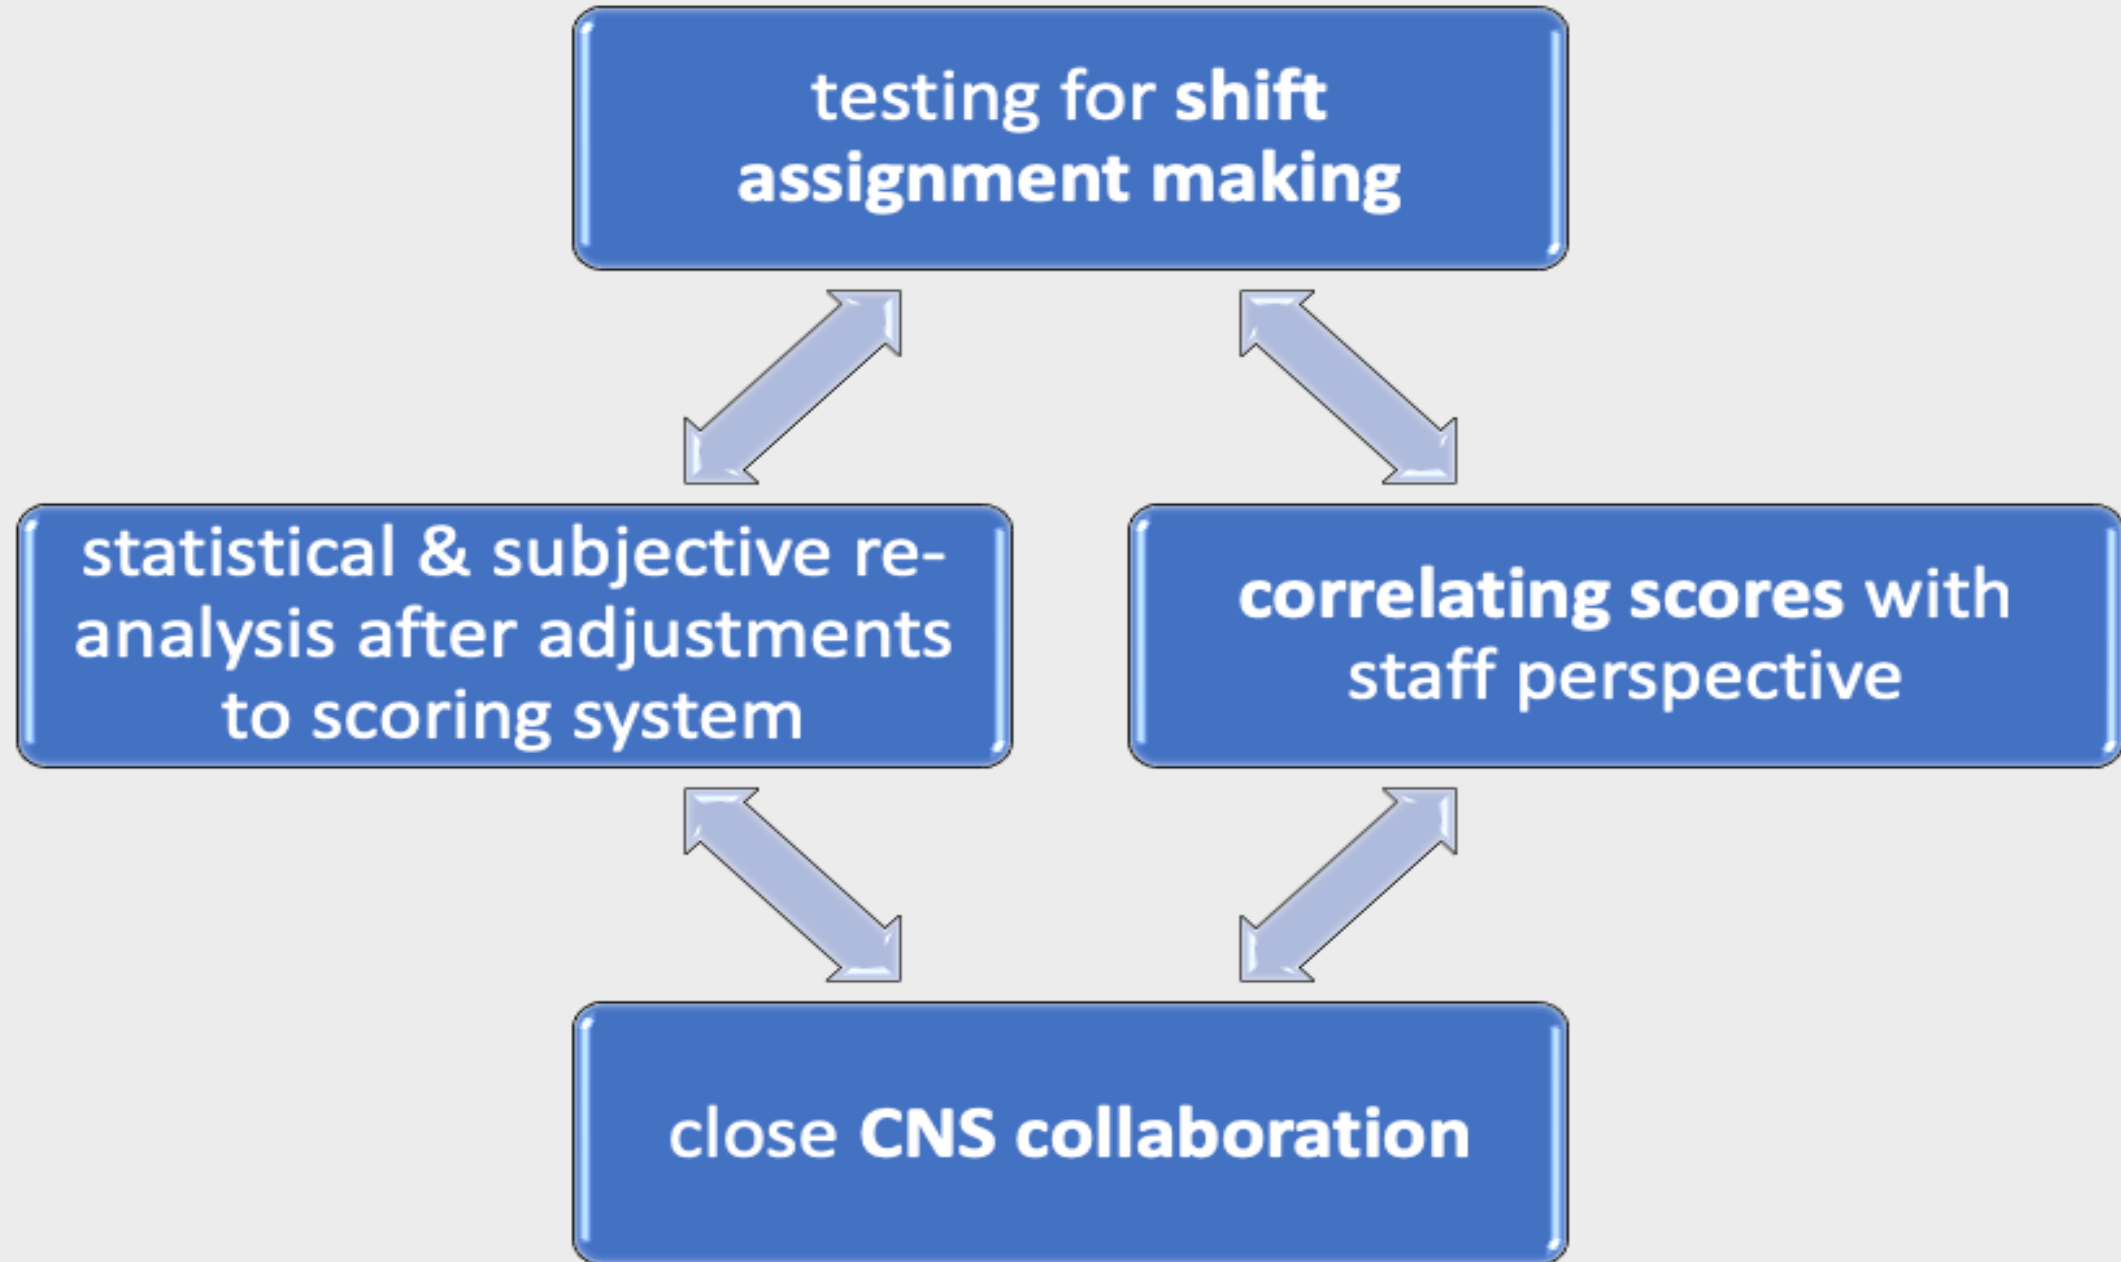 testing for shift
assignment making
statistical & subjective re-
analysis after adjustments
to scoring system
correlating scores with
staff perspective
close CNS collaboration